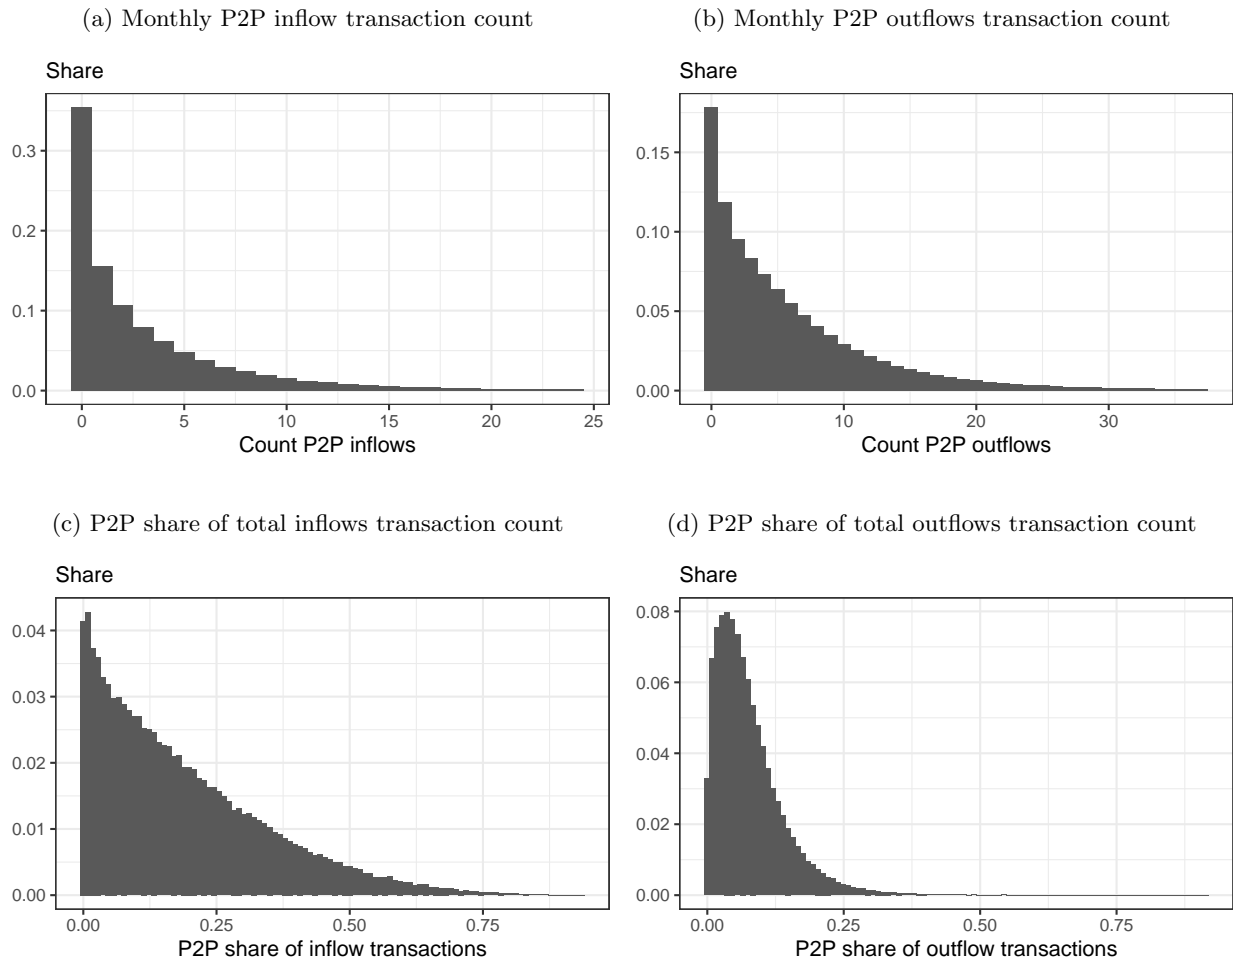 (a) Monthly P2P inflow transaction count
Share
0.3
0.2
0.1
0.0
0 5 10 15 20 25
Count P2P inflows
(b) Monthly P2P outflows transaction count
Share
0.15
0.10
0.05
0.00
0 10 20 30
Count P2P outflows
(c) P2P share of total inflows transaction count
Share
0.04
0.03
0.02
0.01
0.00
0.00 0.25 0.50 0.75
P2P share of inflow transactions
(d) P2P share of total outflows transaction count
Share
0.08
0.06
0.04
0.02
0.00
0.00 0.25 0.50 0.75
P2P share of outflow transactions